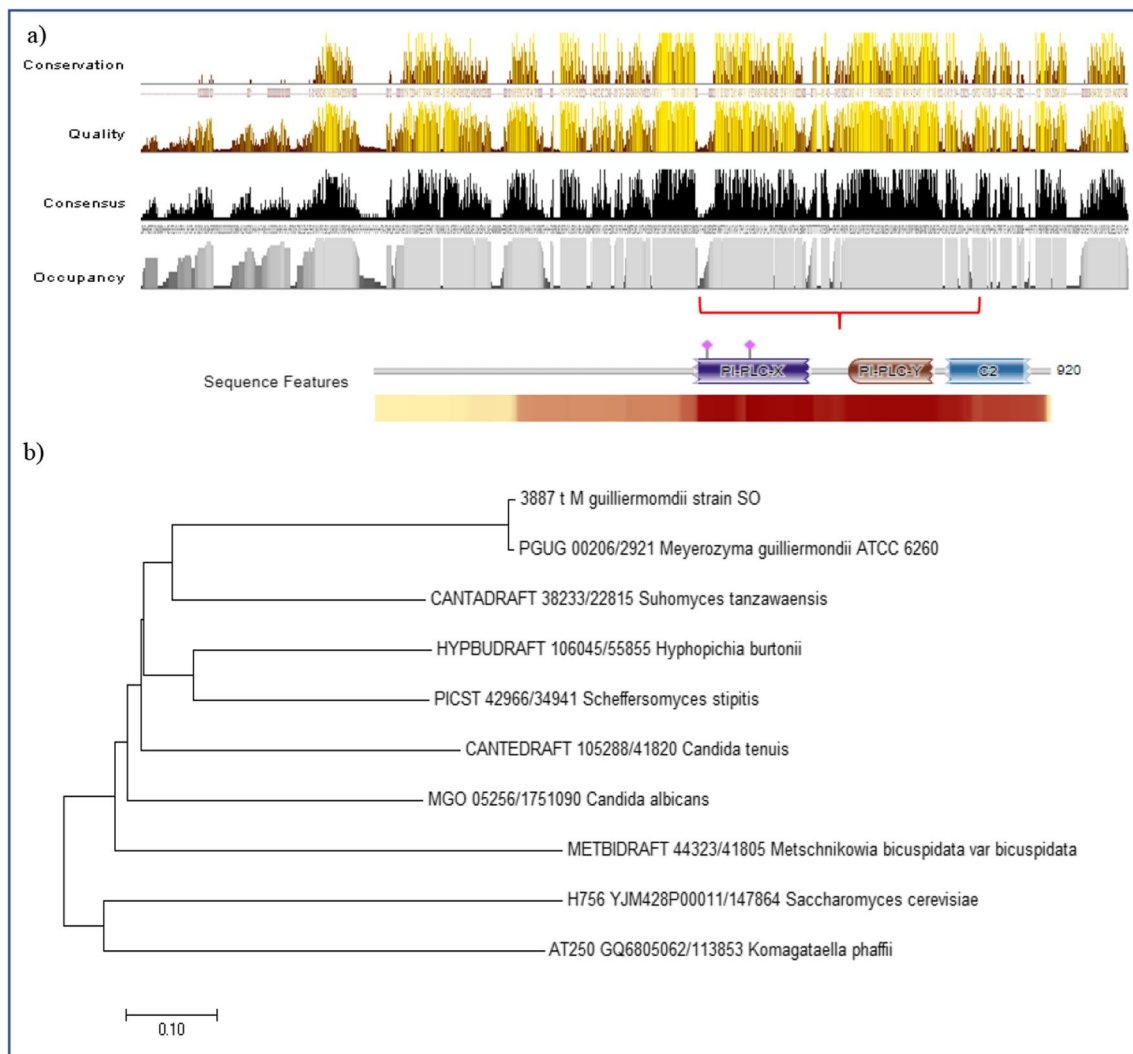 a)
Conservation
Quality
Consensus
Occupancy
Sequence Features
PI-PLC-X
PI-PLC-Y
C2
920
b)
3887 t M guilliermomdii strain SO
PGUG 00206/2921 Meyerozyma guilliermondii ATCC 6260
CANTADRAFT 38233/22815 Suhomyces tanzawaensis
HYPBUDRAFT 106045/55855 Hyphopichia burtonii
PICST 42966/34941 Scheffersomyces stipitis
CANTEDRAFT 105288/41820 Candida tenuis
MGO 05256/1751090 Candida albicans
METBIDRAFT 44323/41805 Metschnikowia bicuspidata var bicuspidata
H756 YJM428P00011/147864 Saccharomyces cerevisiae
AT250 GQ6805062/113853 Komagataella phaffii
0.10